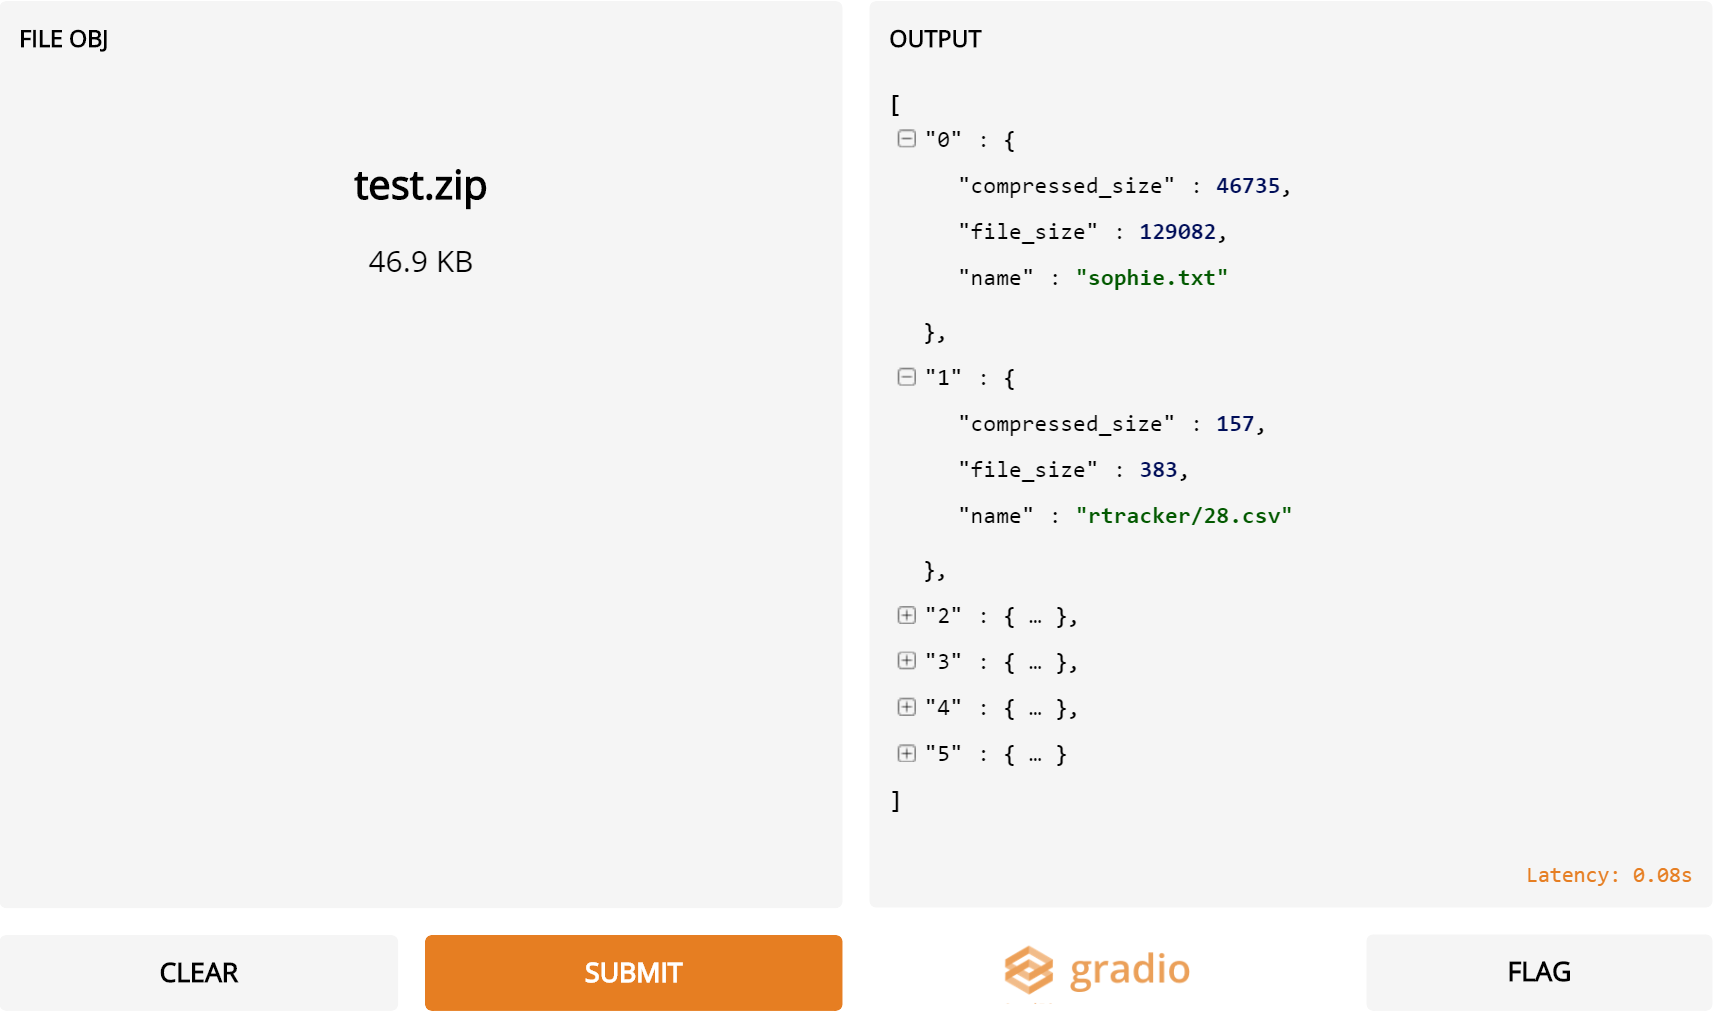 FILE OBJ
test.zip
46.9 KB
OUTPUT
[
"0" : {
"compressed_size" : 46735,
"file_size" : 129082,
"name" : "sophie.txt"
},
"1" : {
"compressed_size" : 157,
"file_size" : 383,
"name" : "rtracker/28.csv"
},
"2" : { … },
"3" : { … },
"4" : { … },
"5" : { … }
]
Latency: 0.08s
CLEAR
SUBMIT
gradio
FLAG